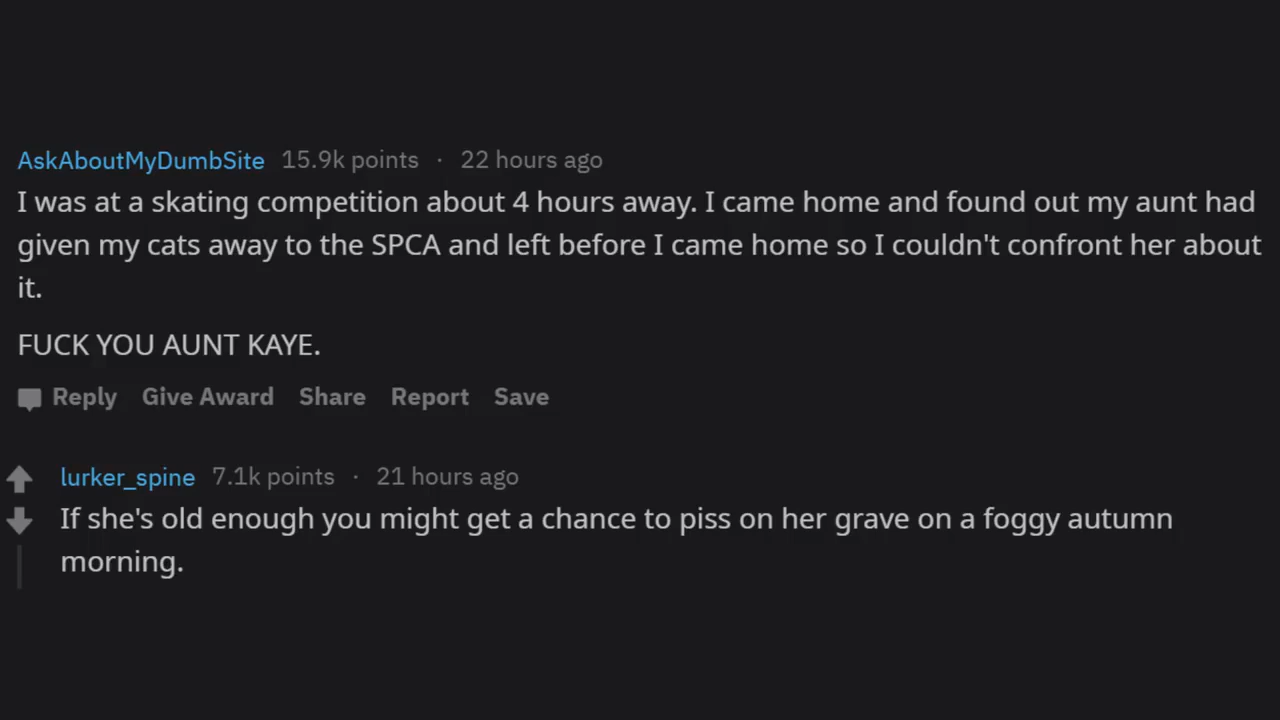 AskAboutMyDumbSite 15.9k points · 22 hours ago
I was at a skating competition about 4 hours away. I came home and found out my aunt had
given my cats away to the SPCA and left before I came home so I couldn't confront her about
it.
FUCK YOU AUNT KAYE.
Reply Give Award Share Report Save
lurker_spine 7.1k points · 21 hours ago
If she's old enough you might get a chance to piss on her grave on a foggy autumn
morning.